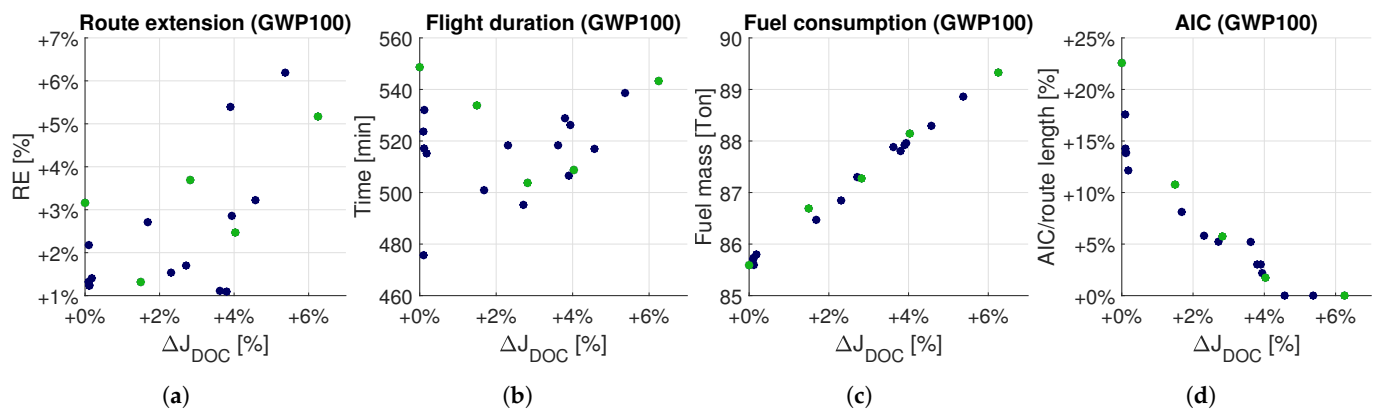 Route extension (GWP100)
+7%
+6%
+5%
+4%
+3%
+2%
+1%
RE [%]
+0%
+2%
+4%
+6%
ΔJ_DOC [%]
(a)
Flight duration (GWP100)
560
540
520
500
480
460
Time [min]
+0%
+2%
+4%
+6%
ΔJ_DOC [%]
(b)
Fuel consumption (GWP100)
90
89
88
87
86
85
Fuel mass [Ton]
+0%
+2%
+4%
+6%
ΔJ_DOC [%]
(c)
AIC (GWP100)
+25%
+20%
+15%
+10%
+5%
+0%
AIC/route length [%]
+0%
+2%
+4%
+6%
ΔJ_DOC [%]
(d)